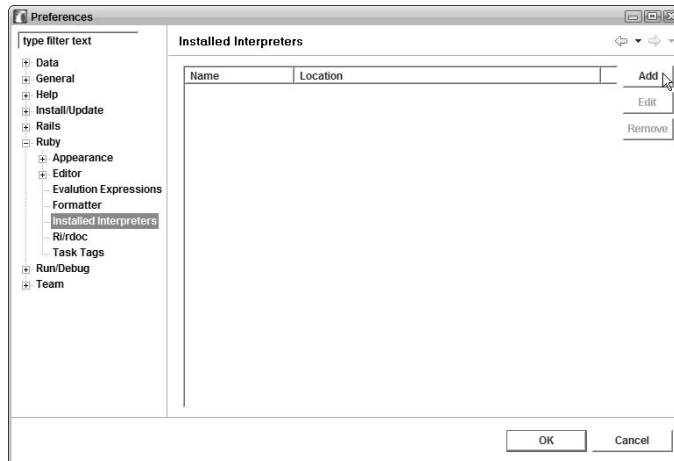 Preferences
type filter text
Data
General
Help
Install/Update
Rails
Ruby
Appearance
Editor
Evalution Expressions
Formatter
Installed Interpreters
Ri/rdoc
Task Tags
Run/Debug
Team
Installed Interpreters
Name Location
Add
Edit
Remove
OK Cancel